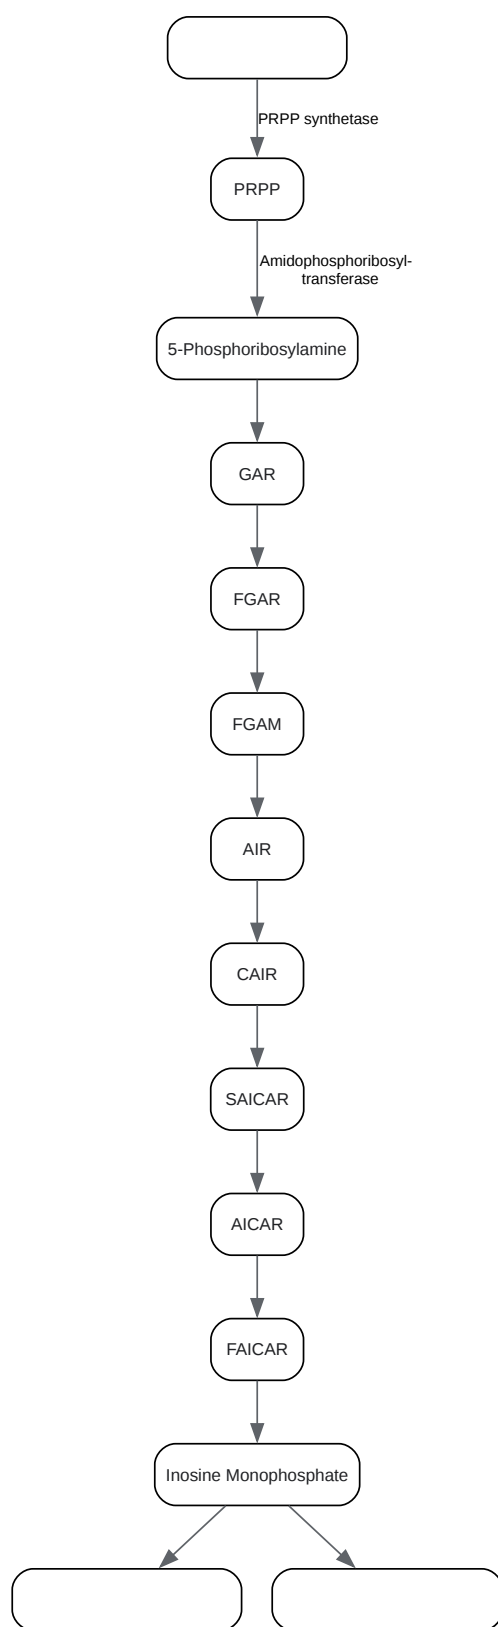 PRPP synthetase
PRPP
Amidophosphoribosyl-
transferase
5-Phosphoribosylamine
GAR
FGAR
FGAM
AIR
CAIR
SAICAR
AICAR
FAICAR
Inosine Monophosphate